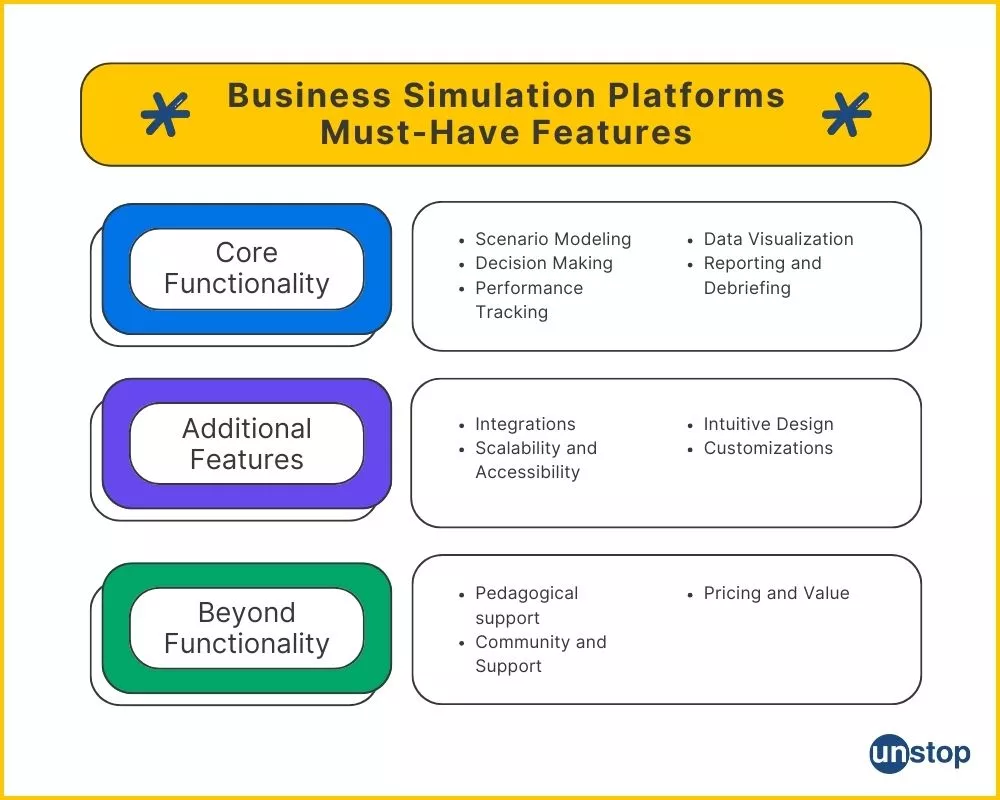 Business Simulation Platforms
Must-Have Features
Core
Functionality
• Scenario Modeling
• Decision Making
• Performance
Tracking
• Data Visualization
• Reporting and
Debriefing
Additional
Features
• Integrations
• Scalability and
Accessibility
• Intuitive Design
• Customizations
Beyond
Functionality
• Pedagogical
support
• Community and
Support
• Pricing and Value
unstop